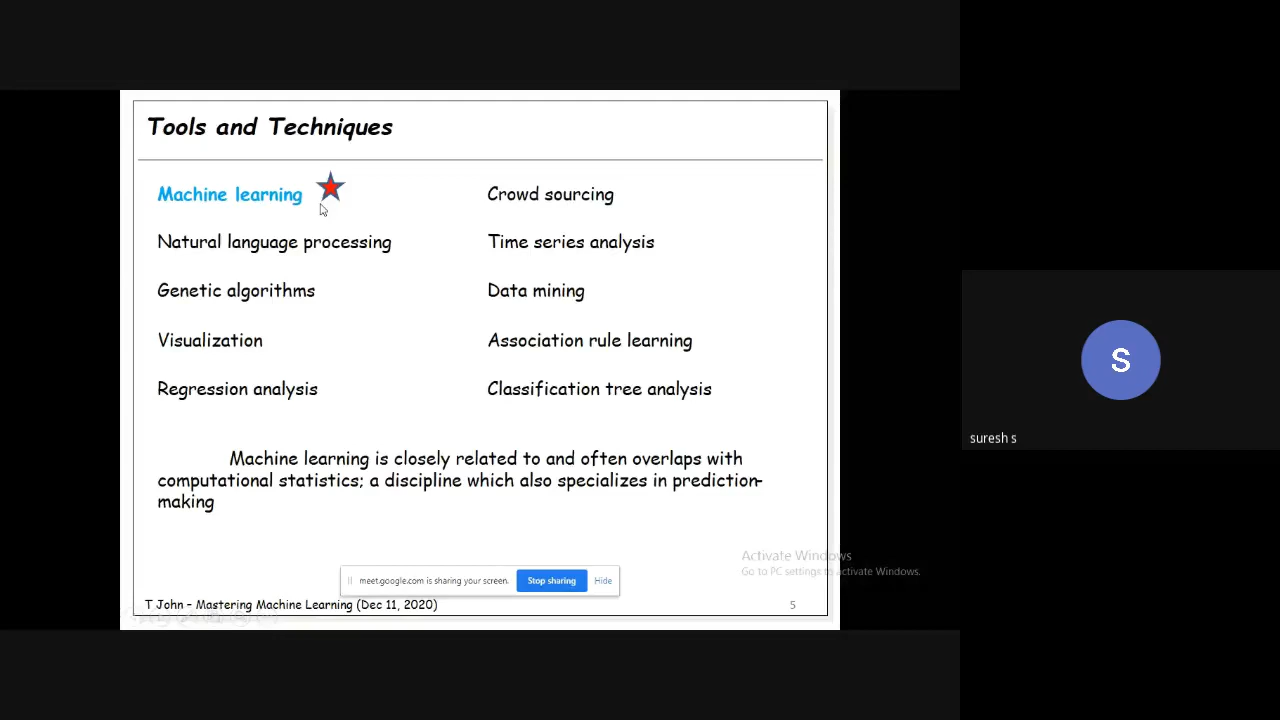 Tools and Techniques
Machine learning
Crowd sourcing
Natural language processing
Time series analysis
Genetic algorithms
Data mining
Visualization
Association rule learning
Regression analysis
Classification tree analysis
Machine learning is closely related to and often overlaps with
computational statistics; a discipline which also specializes in prediction-
making
Activate Windows
Go to PC settings to activate Windows.
meet.google.com is sharing your screen.
Stop sharing
Hide
T John – Mastering Machine Learning (Dec 11, 2020)
5
S
suresh s